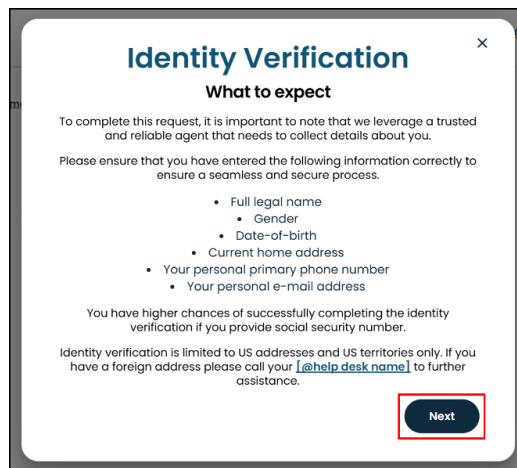 Identity Verification
What to expect
To complete this request, it is important to note that we leverage a trusted
and reliable agent that needs to collect details about you.
Please ensure that you have entered the following information correctly to
ensure a seamless and secure process.
• Full legal name
• Gender
• Date-of-birth
• Current home address
• Your personal primary phone number
• Your personal e-mail address
You have higher chances of successfully completing the identity
verification if you provide social security number.
Identity verification is limited to US addresses and US territories only. If you
have a foreign address please call your [@help desk name] to further
assistance.
Next